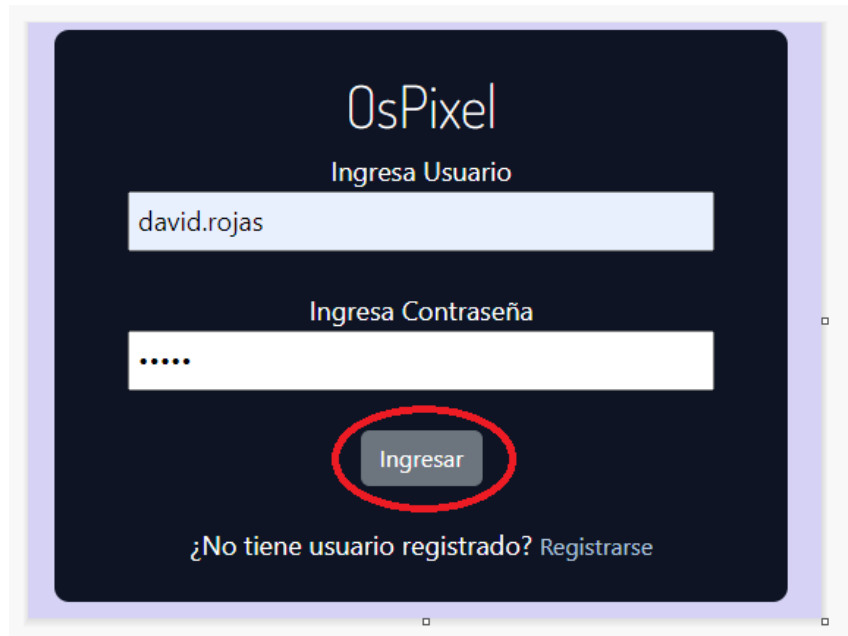 OsPixel
Ingresa Usuario
david.rojas
Ingresa Contraseña
•••••
Ingresar
¿No tiene usuario registrado? Registrarse